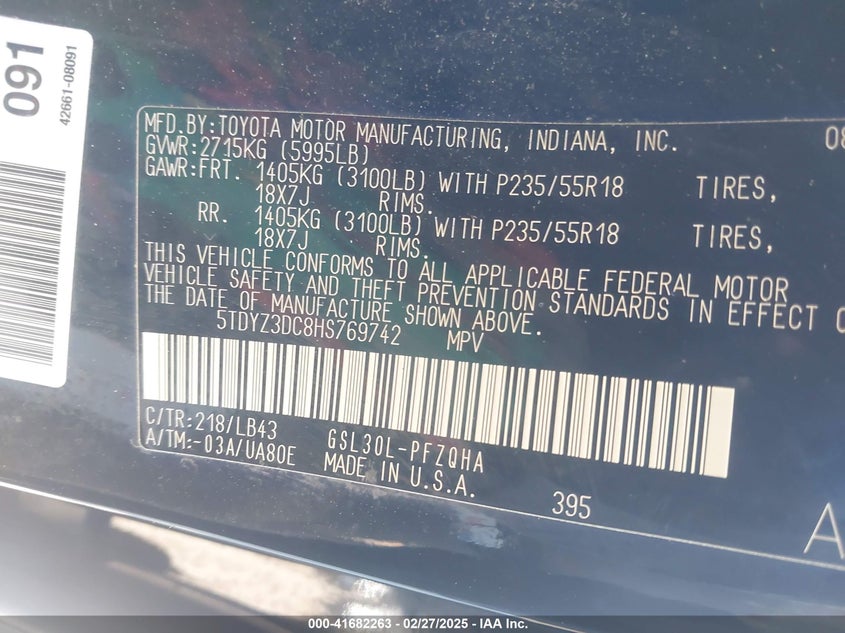 091
42661-08091
MFD.BY:TOYOTA MOTOR MANUFACTURING, INDIANA, INC. 08
GVWR:2715KG (5995LB)
GAWR:FRT. 1405KG (3100LB) WITH P235/55R18 TIRES,
18X7J RIMS.
RR. 1405KG (3100LB) WITH P235/55R18 TIRES,
18X7J RIMS.
THIS VEHICLE CONFORMS TO ALL APPLICABLE FEDERAL MOTOR
VEHICLE SAFETY AND THEFT PREVENTION STANDARDS IN EFFECT O
THE DATE OF MANUFACTURE SHOWN ABOVE.
5TDYZ3DC8HS769742 MPV
C/TR:218/LB43 GSL30L-PFZQHA
A/TM:-03A/UA80E MADE IN U.S.A.
395
A
000-41682263 - 02/27/2025 - IAA Inc.